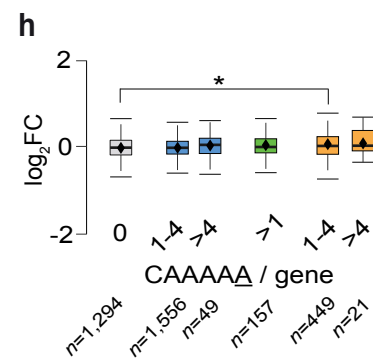 h
2
*
log₂FC
0
-2
0 1-4 >4 >1 1-4 >4
CAAAAA / gene
n=1,294 n=1,556 n=49 n=157 n=449 n=21